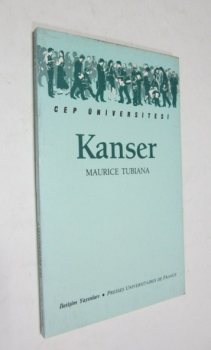 CEP ÜNİVERSİTESİ
Kanser
MAURICE TUBIANA
İletişim Yayınları • PRESSES UNIVERSITAIRES DE FRANCE